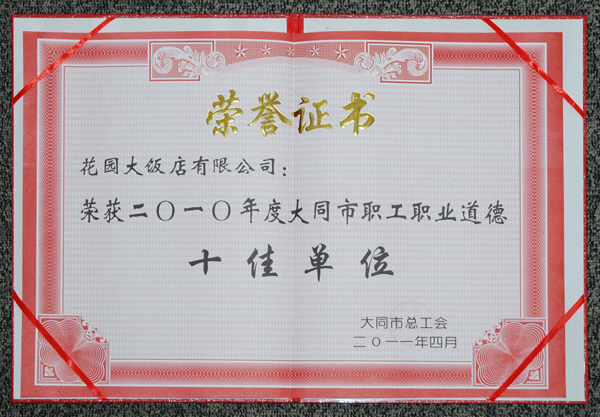 荣誉证书
花园大饭店有限公司：
荣获二〇一〇年度大同市职工职业道德
十佳单位
大同市总工会
二〇一一年四月